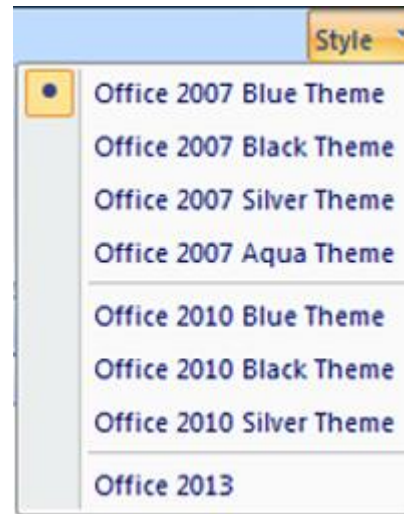 Style
Office 2007 Blue Theme
Office 2007 Black Theme
Office 2007 Silver Theme
Office 2007 Aqua Theme
Office 2010 Blue Theme
Office 2010 Black Theme
Office 2010 Silver Theme
Office 2013